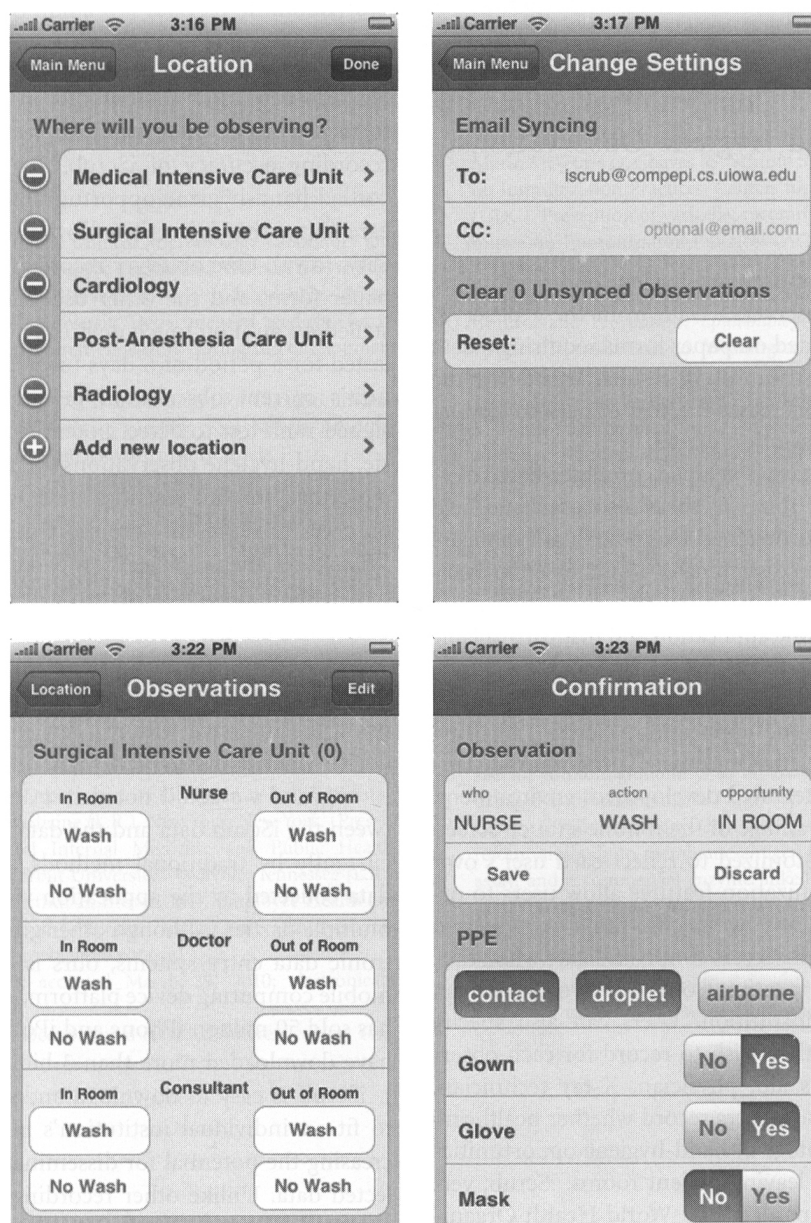 Carrier 3:16 PM
Main Menu Location Done
Where will you be observing?
Medical Intensive Care Unit
Surgical Intensive Care Unit
Cardiology
Post-Anesthesia Care Unit
Radiology
Add new location
Carrier 3:17 PM
Main Menu Change Settings
Email Syncing
To: iscrub@compepi.cs.uiowa.edu
CC: optional@email.com
Clear 0 Unsynced Observations
Reset: Clear
Carrier 3:22 PM
Location Observations Edit
Surgical Intensive Care Unit (0)
In Room Nurse Out of Room
Wash Wash
No Wash No Wash
In Room Doctor Out of Room
Wash Wash
No Wash No Wash
In Room Consultant Out of Room
Wash Wash
No Wash No Wash
Carrier 3:23 PM
Confirmation
Observation
who action opportunity
NURSE WASH IN ROOM
Save Discard
PPE
contact droplet airborne
Gown No Yes
Glove No Yes
Mask No Yes